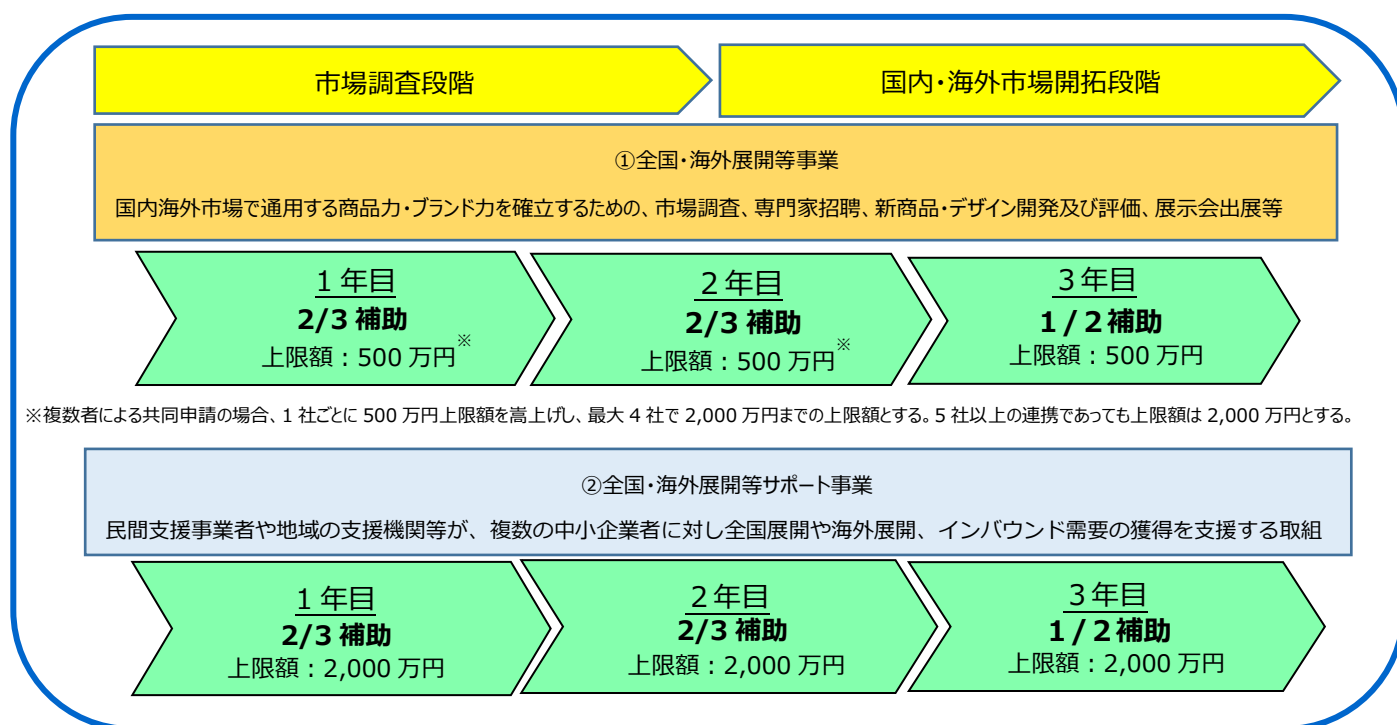 市場調査段階
国内・海外市場開拓段階
①全国・海外展開等事業
国内海外市場で通用する商品力・ブランド力を確立するための、市場調査、専門家招聘、新商品・デザイン開発及び評価、展示会出展等
1年目
2/3 補助
上限額：500 万円※
2年目
2/3 補助
上限額：500 万円※
3年目
1/2補助
上限額：500 万円
※複数者による共同申請の場合、1 社ごとに 500 万円上限額を嵩上げし、最大 4 社で 2,000 万円までの上限額とする。5 社以上の連携であっても上限額は 2,000 万円とする。
②全国・海外展開等サポート事業
民間支援事業者や地域の支援機関等が、複数の中小企業者に対し全国展開や海外展開、インバウンド需要の獲得を支援する取組
1年目
2/3 補助
上限額：2,000 万円
2年目
2/3 補助
上限額：2,000 万円
3年目
1/2補助
上限額：2,000 万円